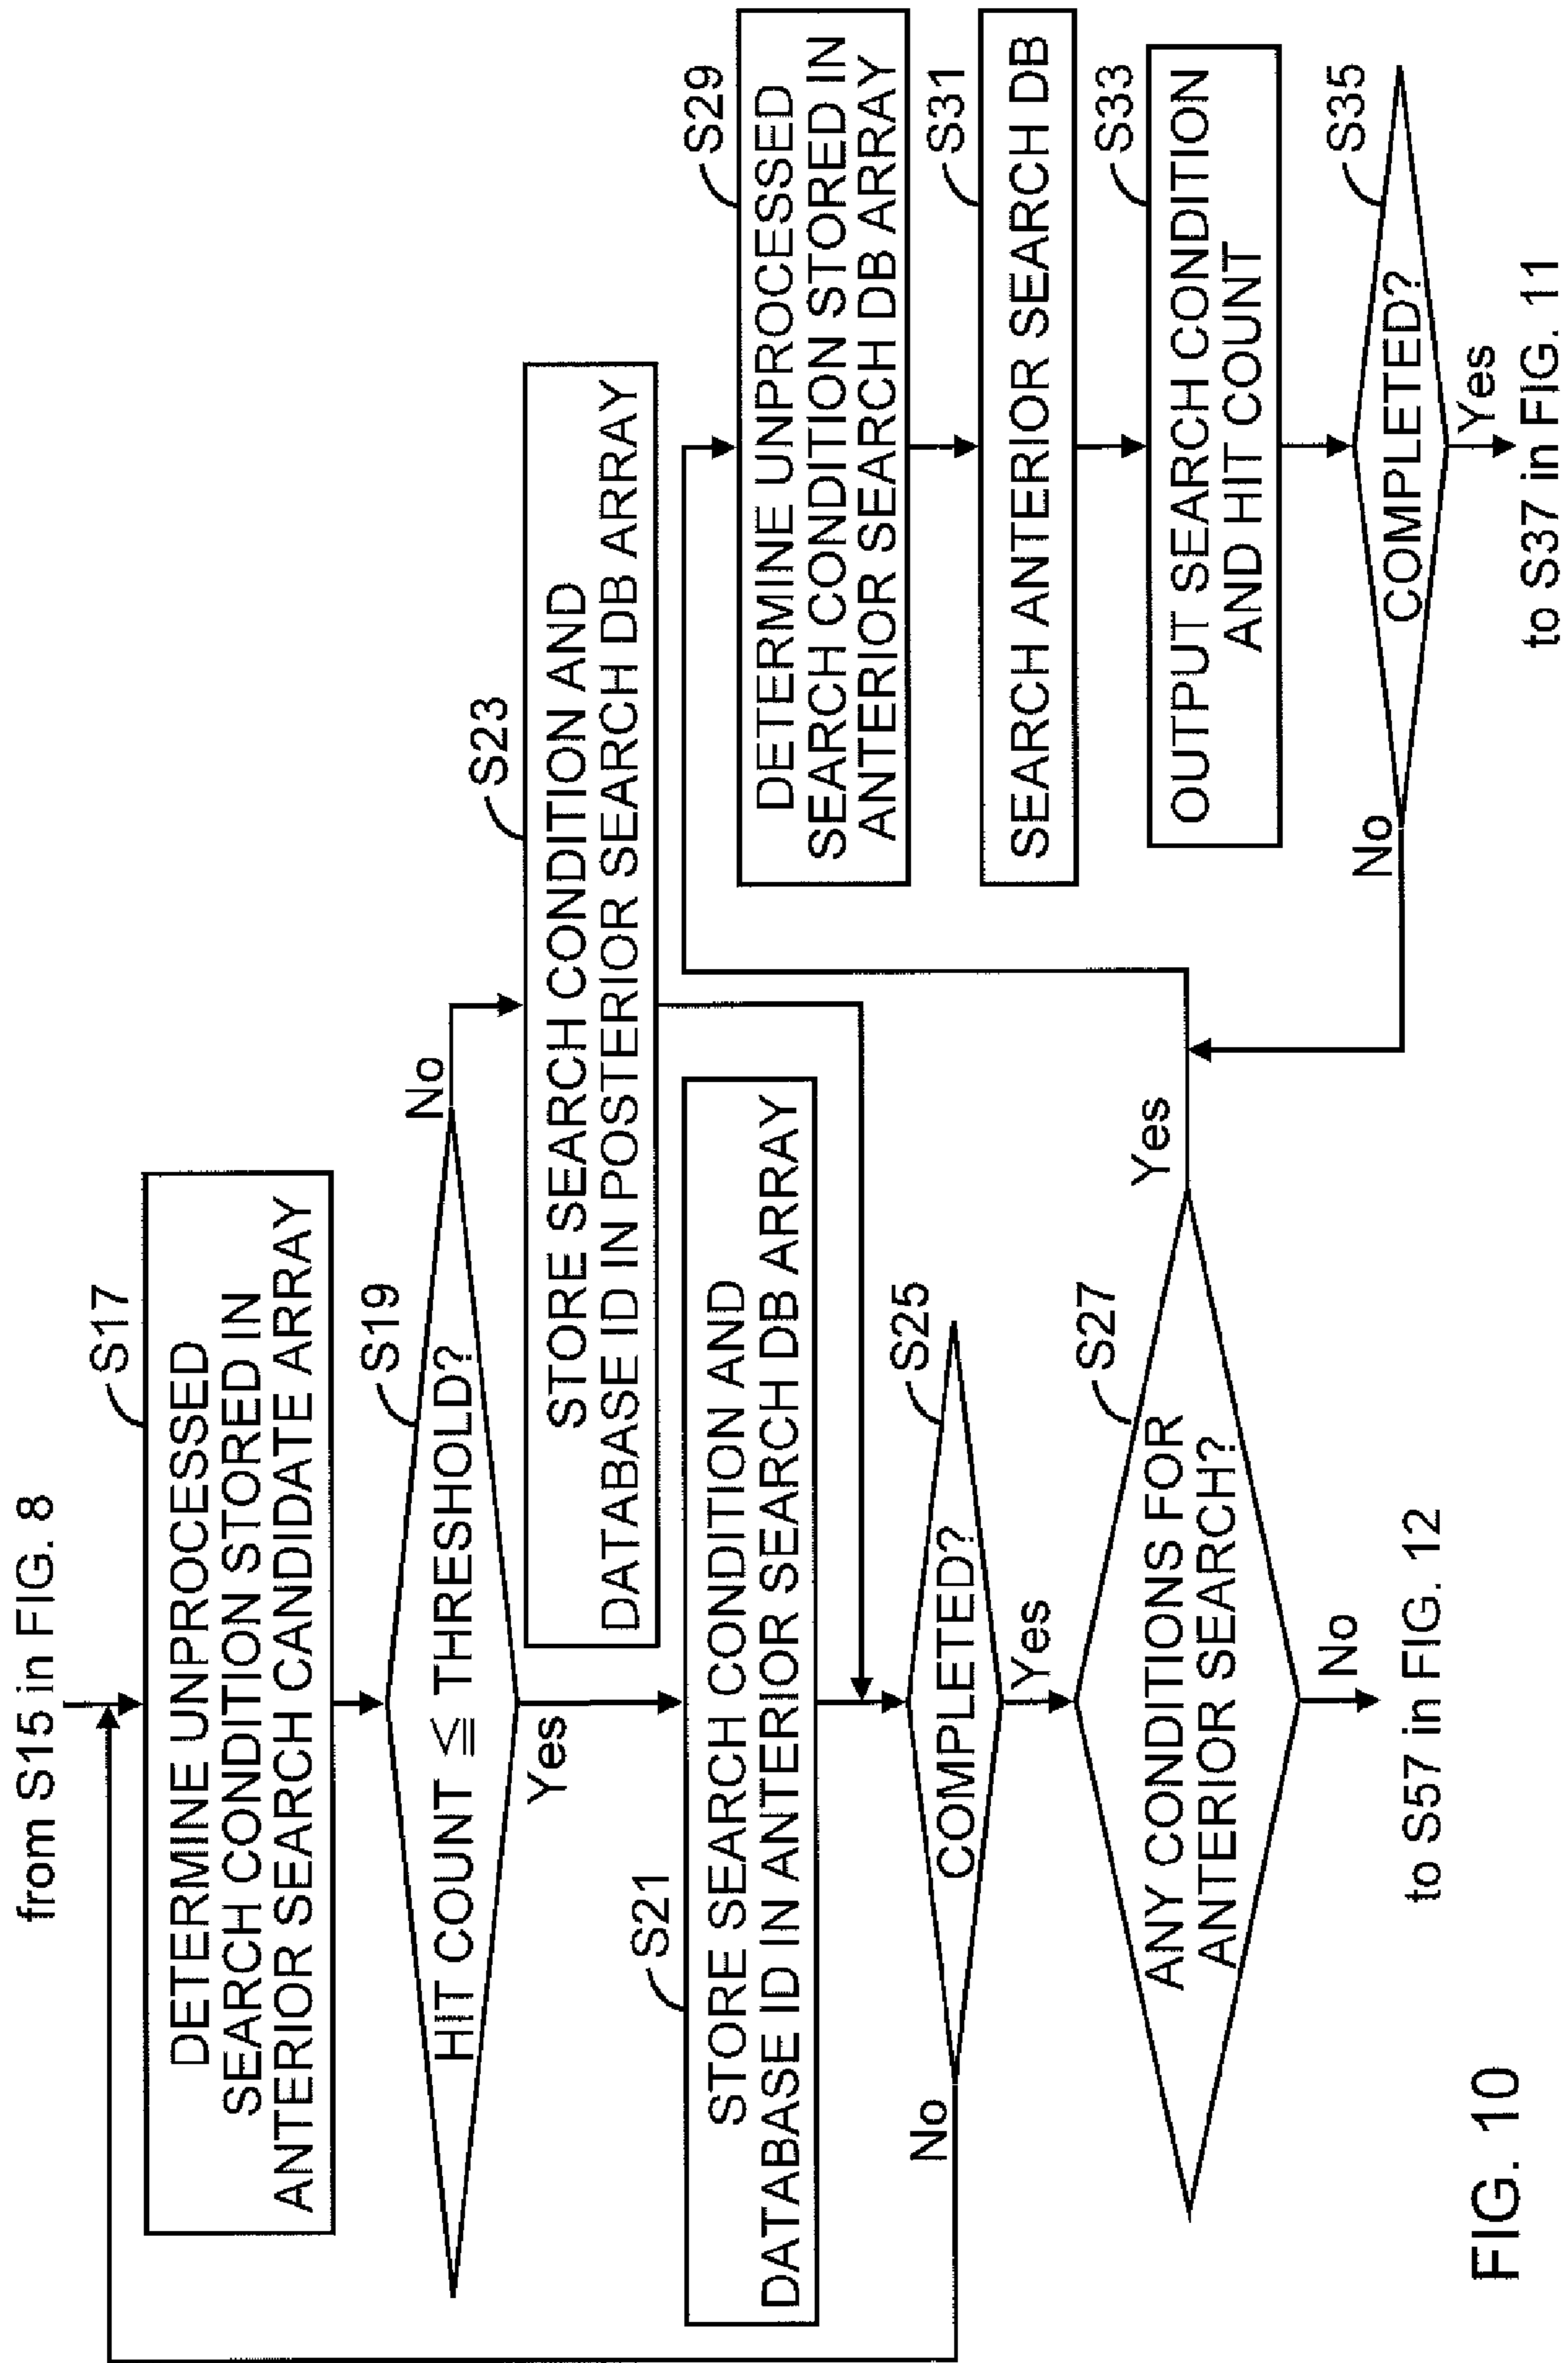 from S15 in FIG. 8
S17
DETERMINE UNPROCESSED
SEARCH CONDITION STORED IN
ANTERIOR SEARCH CANDIDATE ARRAY
S19
HIT COUNT ≦ THRESHOLD?
No
Yes
S23
STORE SEARCH CONDITION AND
DATABASE ID IN POSTERIOR SEARCH DB ARRAY
S21
STORE SEARCH CONDITION AND
DATABASE ID IN ANTERIOR SEARCH DB ARRAY
S25
COMPLETED?
No
Yes
S27
ANY CONDITIONS FOR
ANTERIOR SEARCH?
Yes
No
to S57 in FIG. 12
S29
DETERMINE UNPROCESSED
SEARCH CONDITION STORED IN
ANTERIOR SEARCH DB ARRAY
S31
SEARCH ANTERIOR SEARCH DB
S33
OUTPUT SEARCH CONDITION
AND HIT COUNT
S35
COMPLETED?
No
Yes
to S37 in FIG. 11
FIG. 10